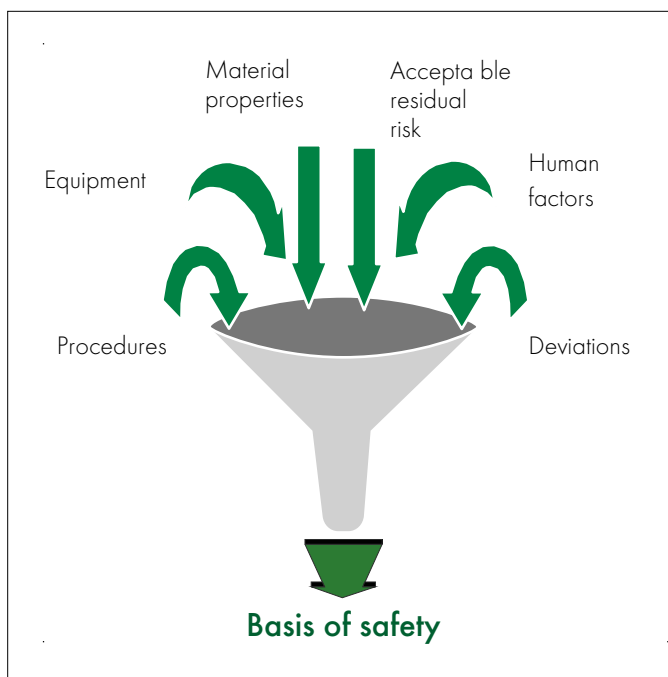 Material
properties
Accepta ble
residual
risk
Equipment
Human
factors
Procedures
Deviations
Basis of safety